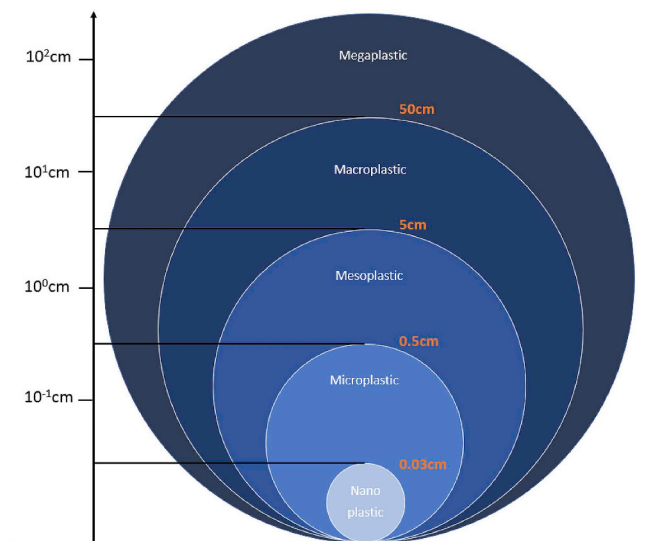 Megaplastic
10²cm
50cm
Macroplastic
10¹cm
5cm
Mesoplastic
10⁰cm
0.5cm
Microplastic
10⁻¹cm
0.03cm
Nano
plastic